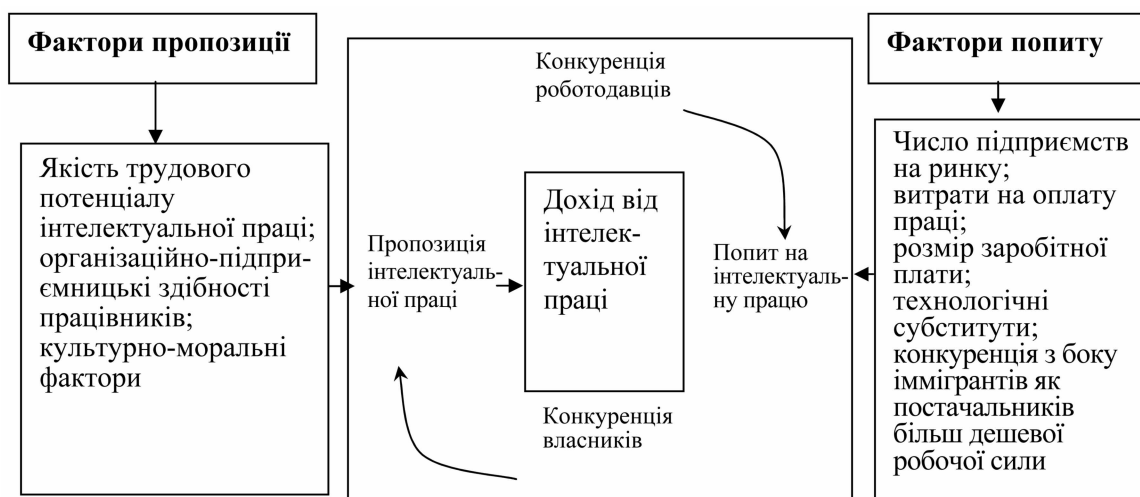 Фактори пропозиції
Якість трудового
потенціалу
інтелектуальної праці;
організаційно-підпри-
ємницькі здібності
працівників;
культурно-моральні
фактори
Конкуренція
роботодавців
Пропозиція
інтелектуаль-
ної праці
Дохід від
інтелек-
туальної
праці
Попит на
інтелектуаль-
ну працю
Конкуренція
власників
Фактори попиту
Число підприємств
на ринку;
витрати на оплату
праці;
розмір заробітної
плати;
технологічні
субститути;
конкуренція з боку
іммігрантів як
постачальників
більш дешевої
робочої сили